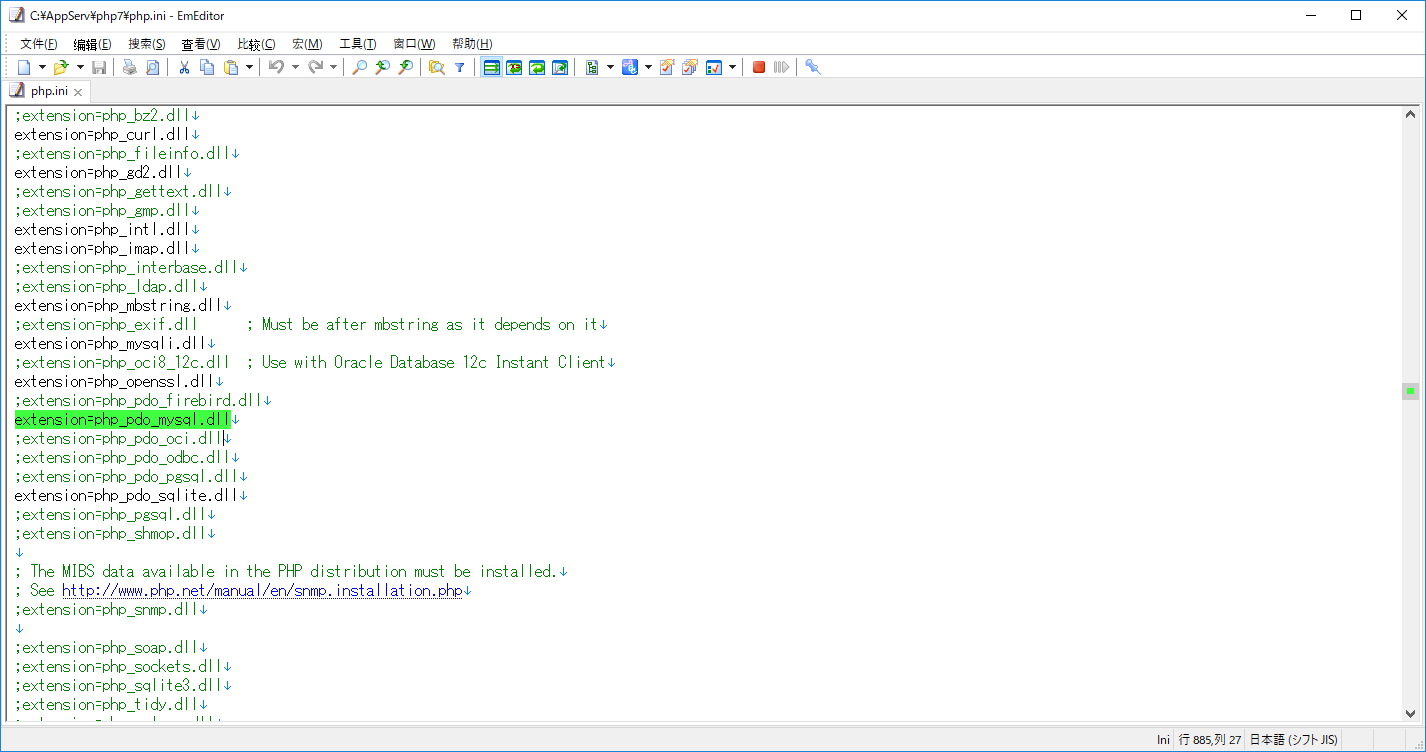 C:¥AppServ¥php7¥php.ini - EmEditor
文件(F) 编辑(E) 搜索(S) 查看(V) 比较(C) 宏(M) 工具(T) 窗口(W) 帮助(H)
php.ini
;extension=php_bz2.dll↓
extension=php_curl.dll↓
;extension=php_fileinfo.dll↓
extension=php_gd2.dll↓
;extension=php_gettext.dll↓
;extension=php_gmp.dll↓
extension=php_intl.dll↓
extension=php_imap.dll↓
;extension=php_interbase.dll↓
;extension=php_ldap.dll↓
extension=php_mbstring.dll↓
;extension=php_exif.dll      ; Must be after mbstring as it depends on it↓
extension=php_mysqli.dll↓
;extension=php_oci8_12c.dll  ; Use with Oracle Database 12c Instant Client↓
extension=php_openssl.dll↓
;extension=php_pdo_firebird.dll↓
extension=php_pdo_mysql.dll↓
;extension=php_pdo_oci.dll↓
;extension=php_pdo_odbc.dll↓
;extension=php_pdo_pgsql.dll↓
extension=php_pdo_sqlite.dll↓
;extension=php_pgsql.dll↓
;extension=php_shmop.dll↓
↓
; The MIBS data available in the PHP distribution must be installed.↓
; See http://www.php.net/manual/en/snmp.installation.php↓
;extension=php_snmp.dll↓
↓
;extension=php_soap.dll↓
;extension=php_sockets.dll↓
;extension=php_sqlite3.dll↓
;extension=php_tidy.dll↓
Ini 行 885,列 27 日本語 (シフト JIS)